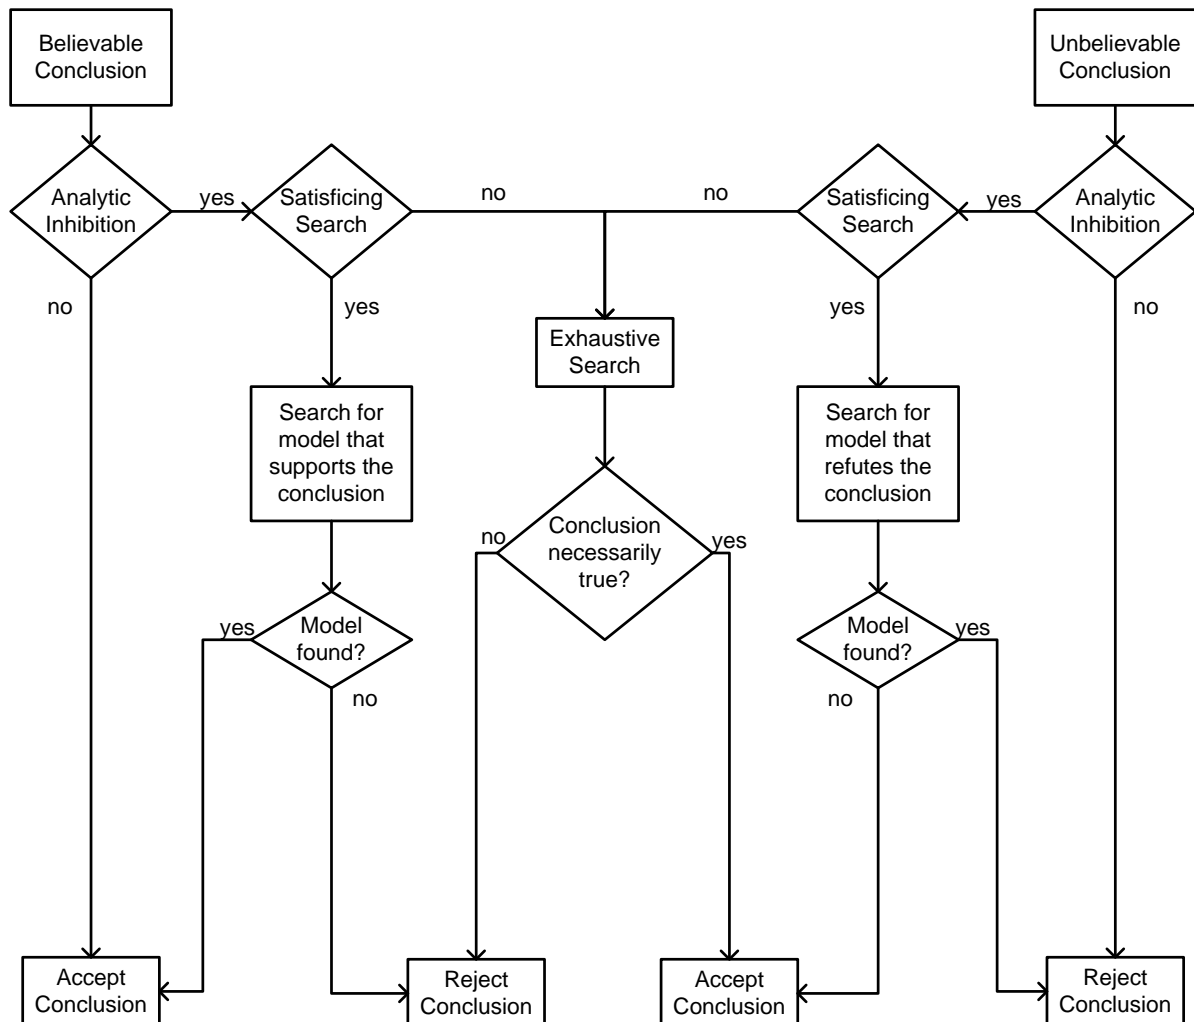 Believable
Conclusion
Unbelievable
Conclusion
Analytic
Inhibition
yes
Satisficing
Search
no
no
Satisficing
Search
yes
Analytic
Inhibition
no
yes
Exhaustive
Search
yes
no
Search for
model that
supports the
conclusion
Search for
model that
refutes the
conclusion
no
Conclusion
necessarily
true?
yes
yes
Model
found?
no
Model
found?
yes
no
Accept
Conclusion
Reject
Conclusion
Accept
Conclusion
Reject
Conclusion